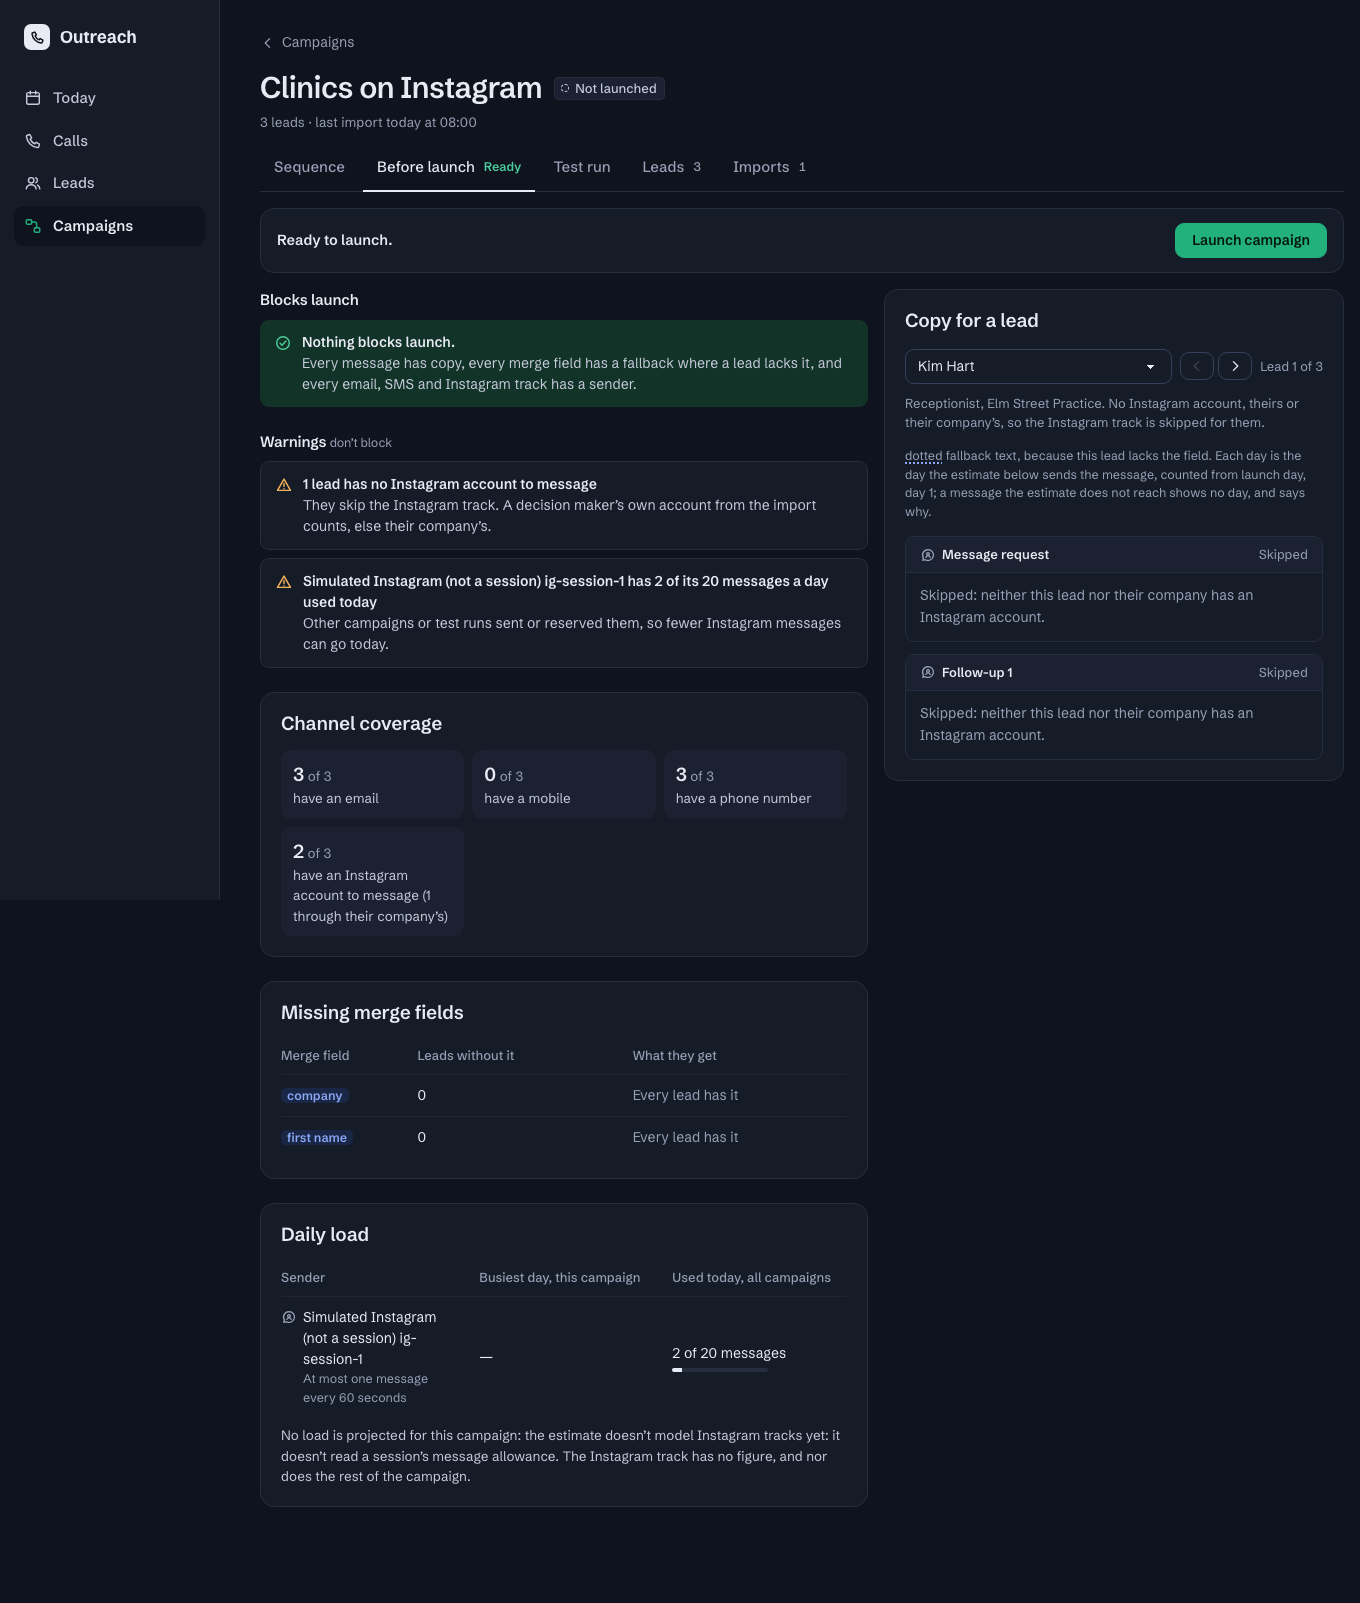 Outreach
Today
Calls
Leads
Campaigns
Campaigns
Clinics on Instagram
Not launched
3 leads · last import today at 08:00
Sequence
Before launch Ready
Test run
Leads 3
Imports 1
Ready to launch.
Launch campaign
Blocks launch
Nothing blocks launch.
Every message has copy, every merge field has a fallback where a lead lacks it, and
every email, SMS and Instagram track has a sender.
Warnings don’t block
1 lead has no Instagram account to message
They skip the Instagram track. A decision maker’s own account from the import
counts, else their company’s.
Simulated Instagram (not a session) ig-session-1 has 2 of its 20 messages a day
used today
Other campaigns or test runs sent or reserved them, so fewer Instagram messages
can go today.
Channel coverage
3 of 3
have an email
0 of 3
have a mobile
3 of 3
have a phone number
2 of 3
have an Instagram
account to message (1
through their company’s)
Missing merge fields
Merge field
Leads without it
What they get
company
0
Every lead has it
first name
0
Every lead has it
Daily load
Sender
Busiest day, this campaign
Used today, all campaigns
Simulated Instagram
(not a session) ig-
session-1
At most one message
every 60 seconds
—
2 of 20 messages
No load is projected for this campaign: the estimate doesn’t model Instagram tracks yet: it
doesn’t read a session’s message allowance. The Instagram track has no figure, and nor
does the rest of the campaign.
Copy for a lead
Kim Hart
Lead 1 of 3
Receptionist, Elm Street Practice. No Instagram account, theirs or
their company’s, so the Instagram track is skipped for them.
dotted fallback text, because this lead lacks the field. Each day is the
day the estimate below sends the message, counted from launch day,
day 1; a message the estimate does not reach shows no day, and says
why.
Message request
Skipped
Skipped: neither this lead nor their company has an
Instagram account.
Follow-up 1
Skipped
Skipped: neither this lead nor their company has an
Instagram account.